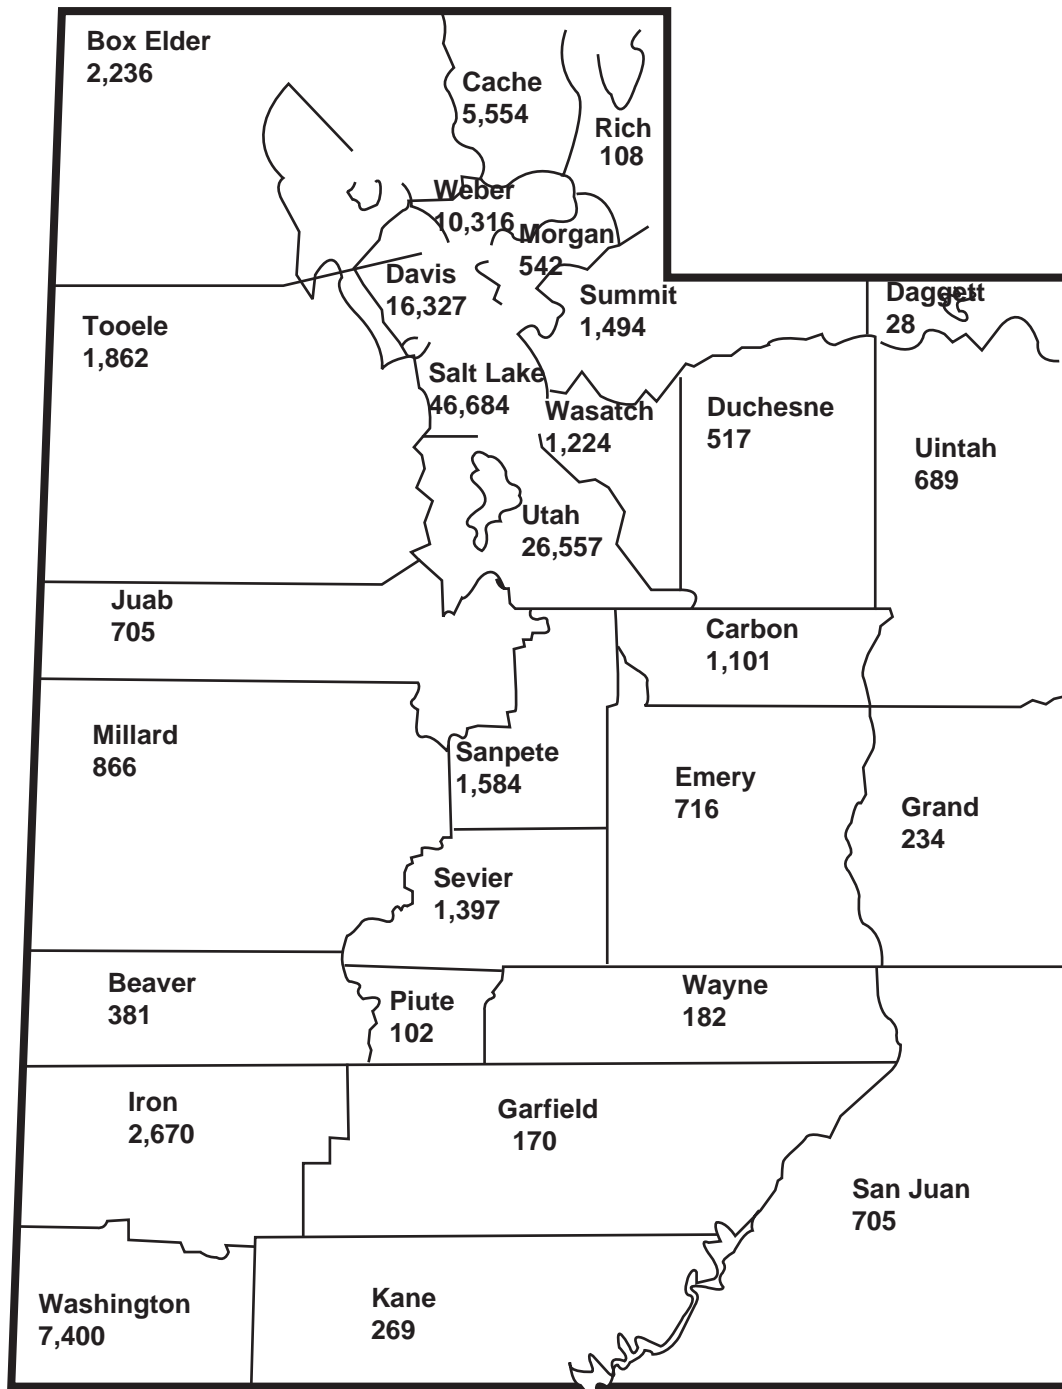 Box Elder
2,236
Cache
5,554
Rich
108
Weber
10,316
Morgan
542
Davis
16,327
Summit
1,494
Daggett
28
Tooele
1,862
Salt Lake
46,684
Wasatch
1,224
Duchesne
517
Uintah
689
Utah
26,557
Juab
705
Carbon
1,101
Millard
866
Sanpete
1,584
Emery
716
Grand
234
Sevier
1,397
Beaver
381
Piute
102
Wayne
182
Iron
2,670
Garfield
170
San Juan
705
Washington
7,400
Kane
269